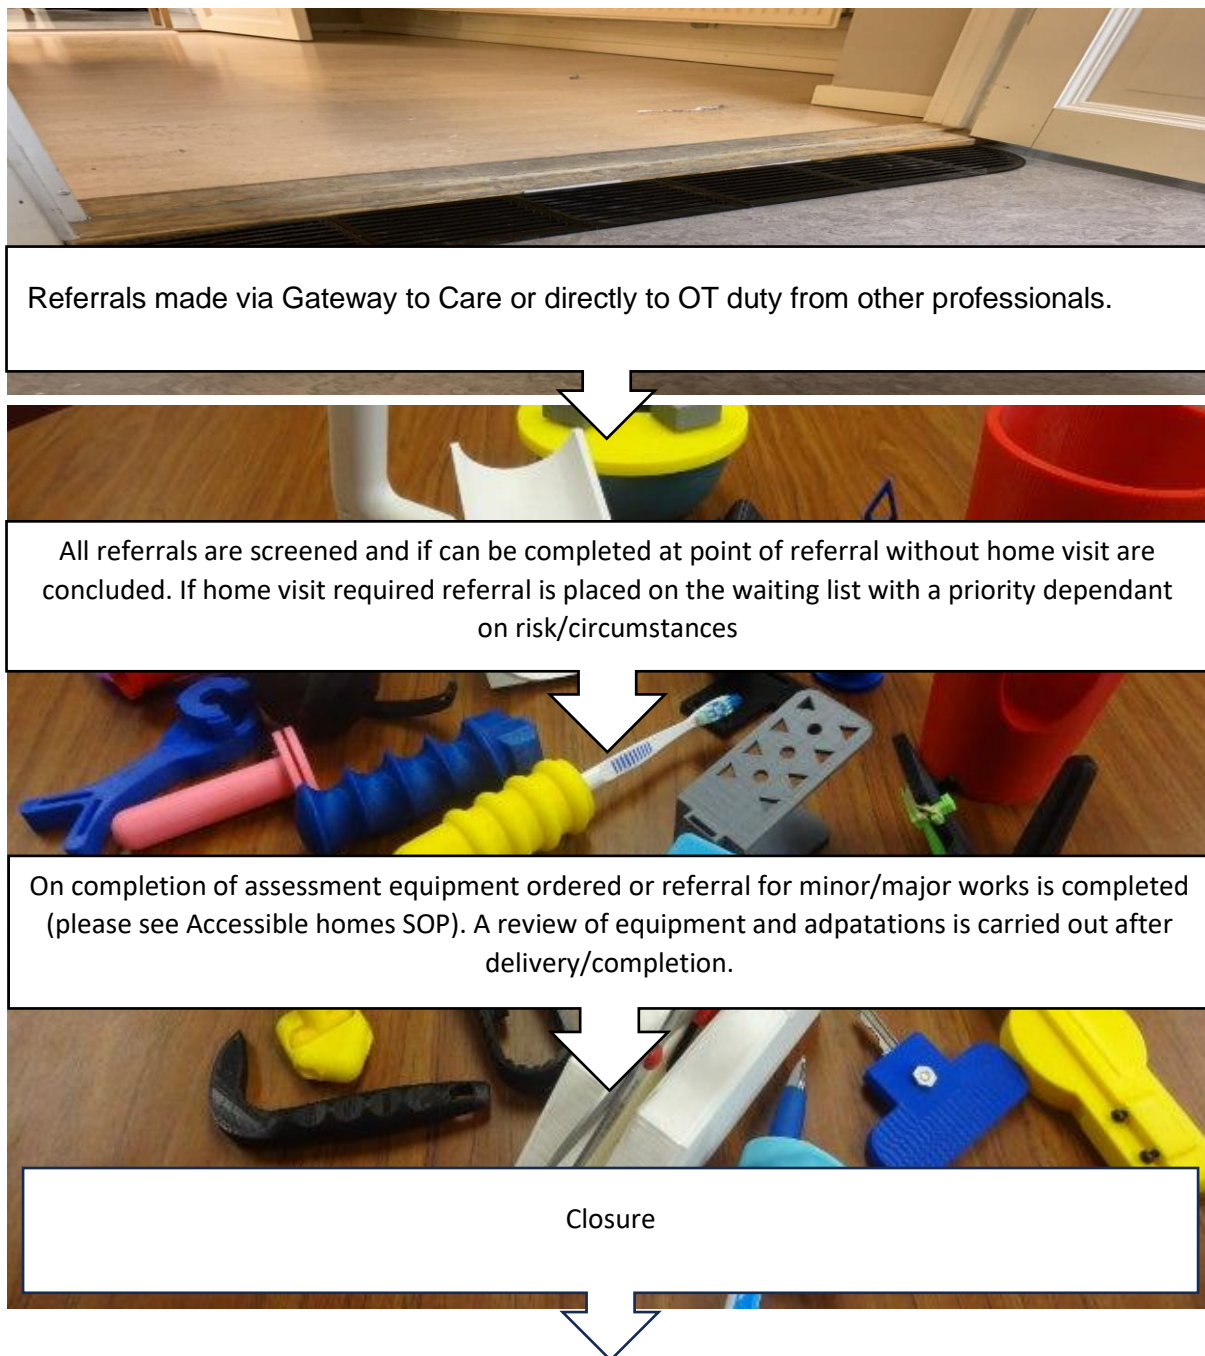 Referrals made via Gateway to Care or directly to OT duty from other professionals.
All referrals are screened and if can be completed at point of referral without home visit are
concluded. If home visit required referral is placed on the waiting list with a priority dependant
on risk/circumstances
On completion of assessment equipment ordered or referral for minor/major works is completed
(please see Accessible homes SOP). A review of equipment and adpatations is carried out after
delivery/completion.
Closure